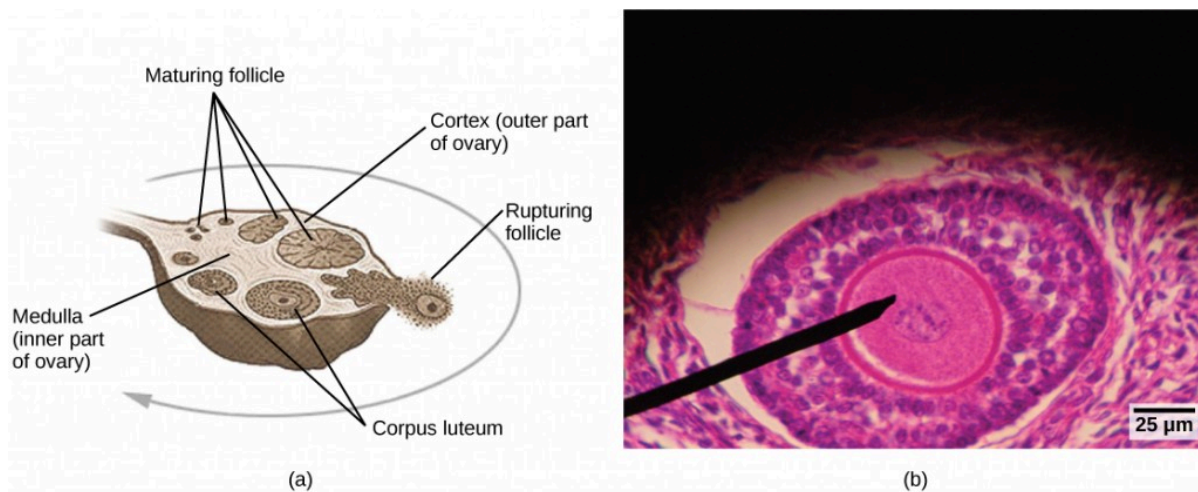 Maturing follicle
Cortex (outer part
of ovary)
Rupturing
follicle
Medulla
(inner part
of ovary)
Corpus luteum
25 µm
(a)
(b)